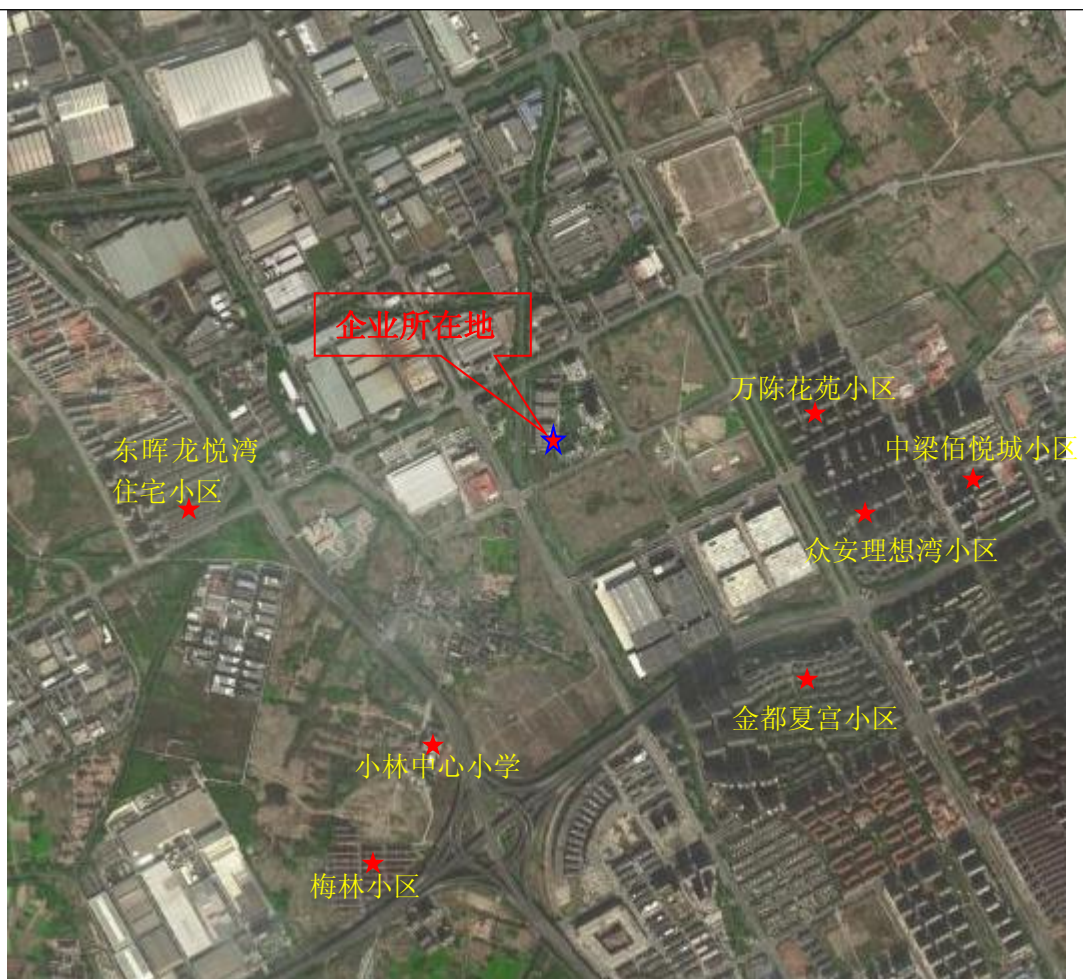 企业所在地
万陈花苑小区
东晖龙悦湾
住宅小区
中梁佰悦城小区
众安理想湾小区
金都夏宫小区
小林中心小学
梅林小区